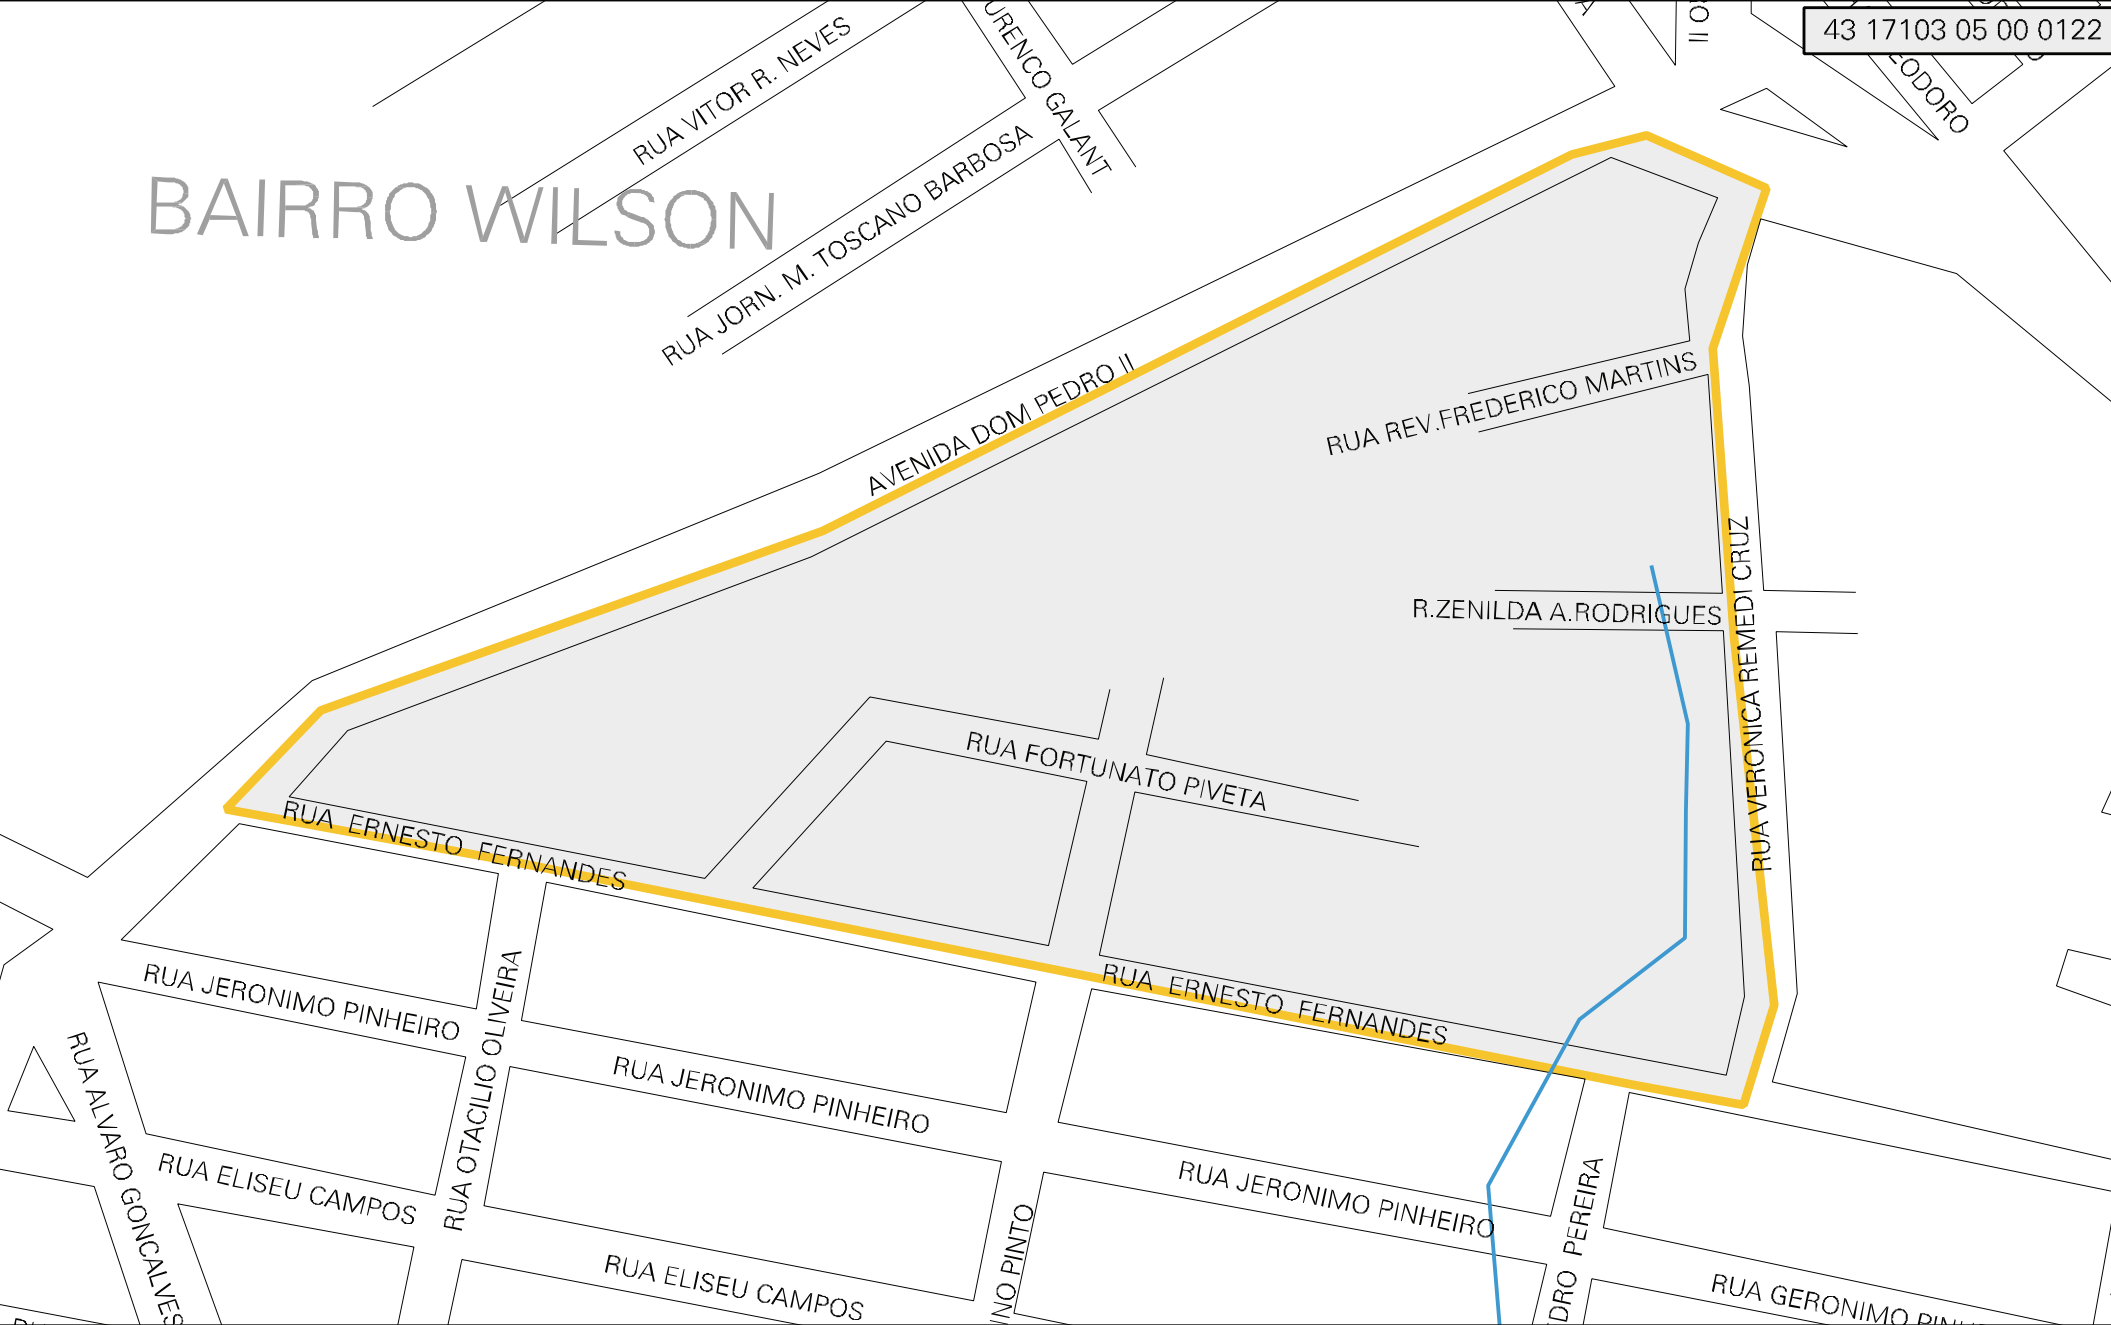 43 17103 05 00 0122
RUA VITOR R. NEVES
GALANT
BAIRRO WILSON
RUA JORN. M. TOSCANO BARBOSA
AVENIDA DOM PEDRO II
RUA REV.FREDERICO MARTINS
R.ZENILDA A.RODRIGUES
RUA VERONICA REMEDI CRUZ
RUA FORTUNATO PIVETA
RUA ERNESTO FERNANDES
RUA ERNESTO FERNANDES
RUA JERONIMO PINHEIRO
RUA OTACILIO OLIVEIRA
RUA JERONIMO PINHEIRO
RUA ALVARO GONCALVES
RUA ELISEU CAMPOS
RUA JERONIMO PINHEIRO
PEREIRA
PINTO
RUA ELISEU CAMPOS
RUA GERONIMO